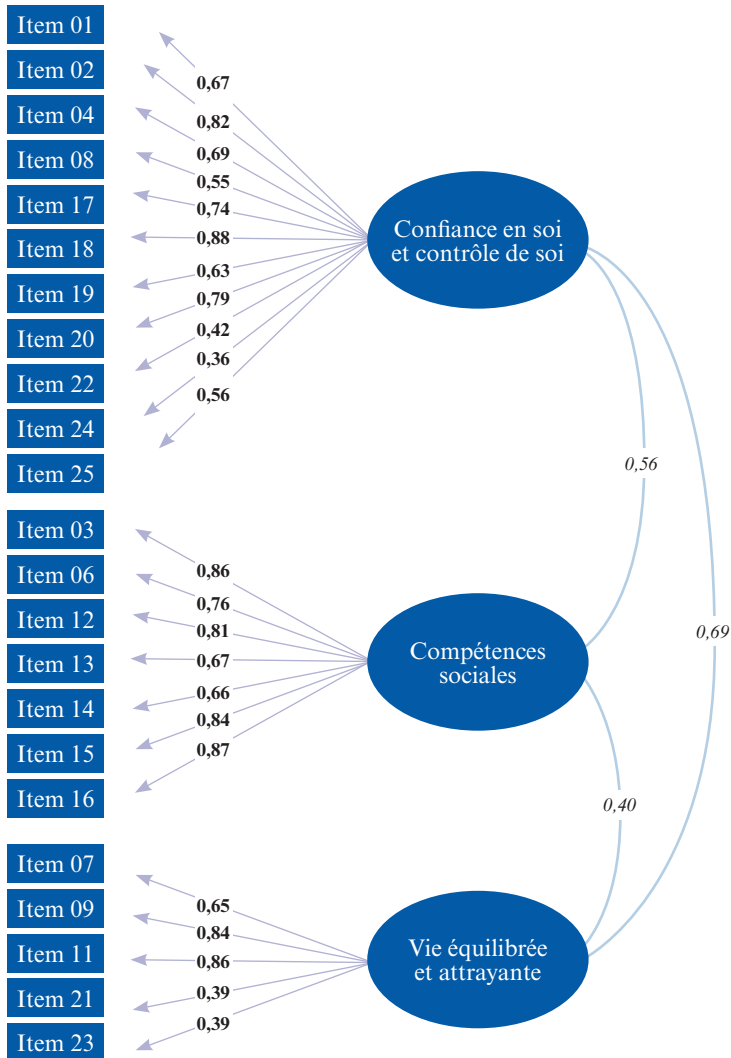 Item 01
Item 02
Item 04
Item 08
Item 17
Item 18
Item 19
Item 20
Item 22
Item 24
Item 25
0,67
0,82
0,69
0,55
0,74
0,88
0,63
0,79
0,42
0,36
0,56
Confiance en soi
et contrôle de soi
0,56
Item 03
Item 06
Item 12
Item 13
Item 14
Item 15
Item 16
0,86
0,76
0,81
0,67
0,66
0,84
0,87
Compétences
sociales
0,69
0,40
Item 07
Item 09
Item 11
Item 21
Item 23
0,65
0,84
0,86
0,39
0,39
Vie équilibrée
et attrayante